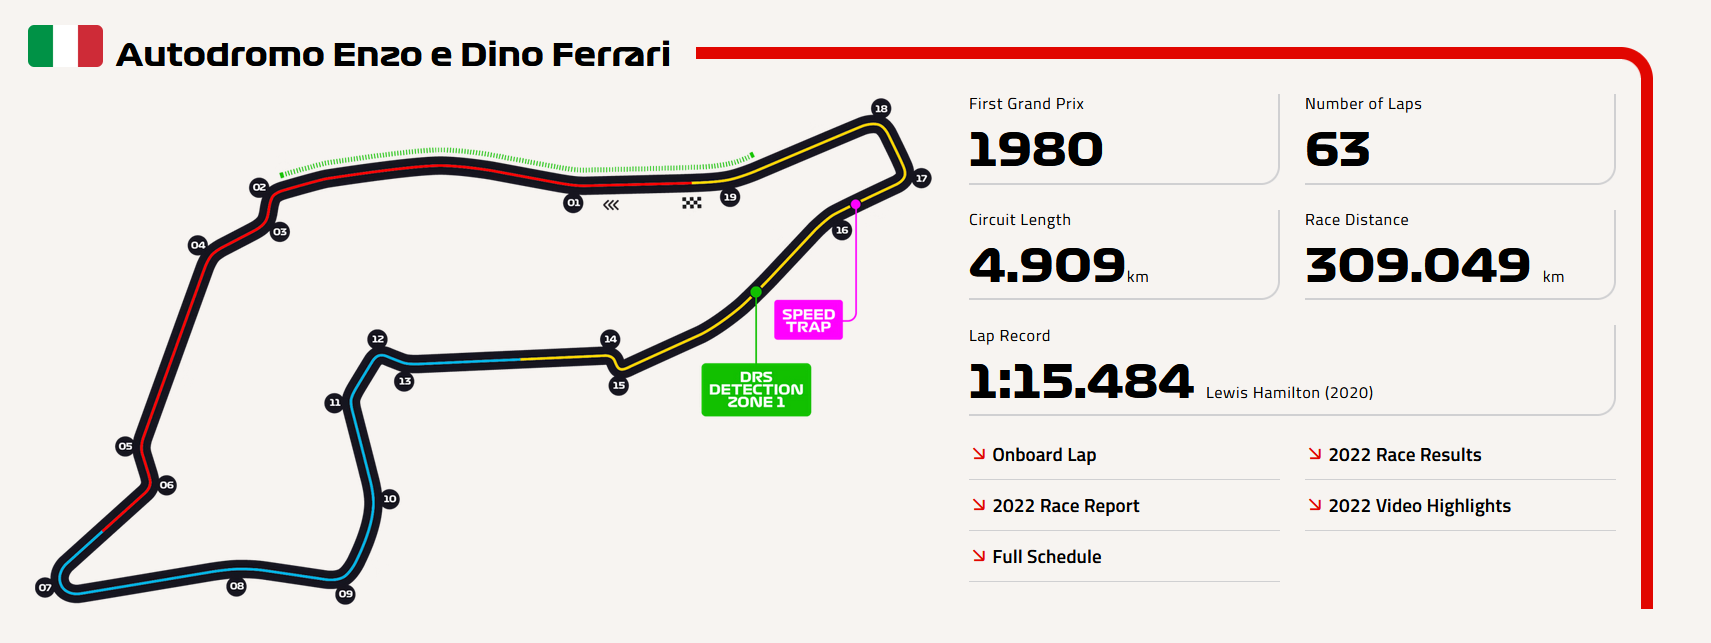 Autodromo Enzo e Dino Ferrari
18
02
17
01
19
03
16
04
SPEED
TRAP
12
14
13
15
DRS
DETECTION
ZONE 1
11
05
06
10
07
08
09
First Grand Prix
1980
Number of Laps
63
Circuit Length
4.909 km
Race Distance
309.049 km
Lap Record
1:15.484 Lewis Hamilton (2020)
Onboard Lap
2022 Race Results
2022 Race Report
2022 Video Highlights
Full Schedule